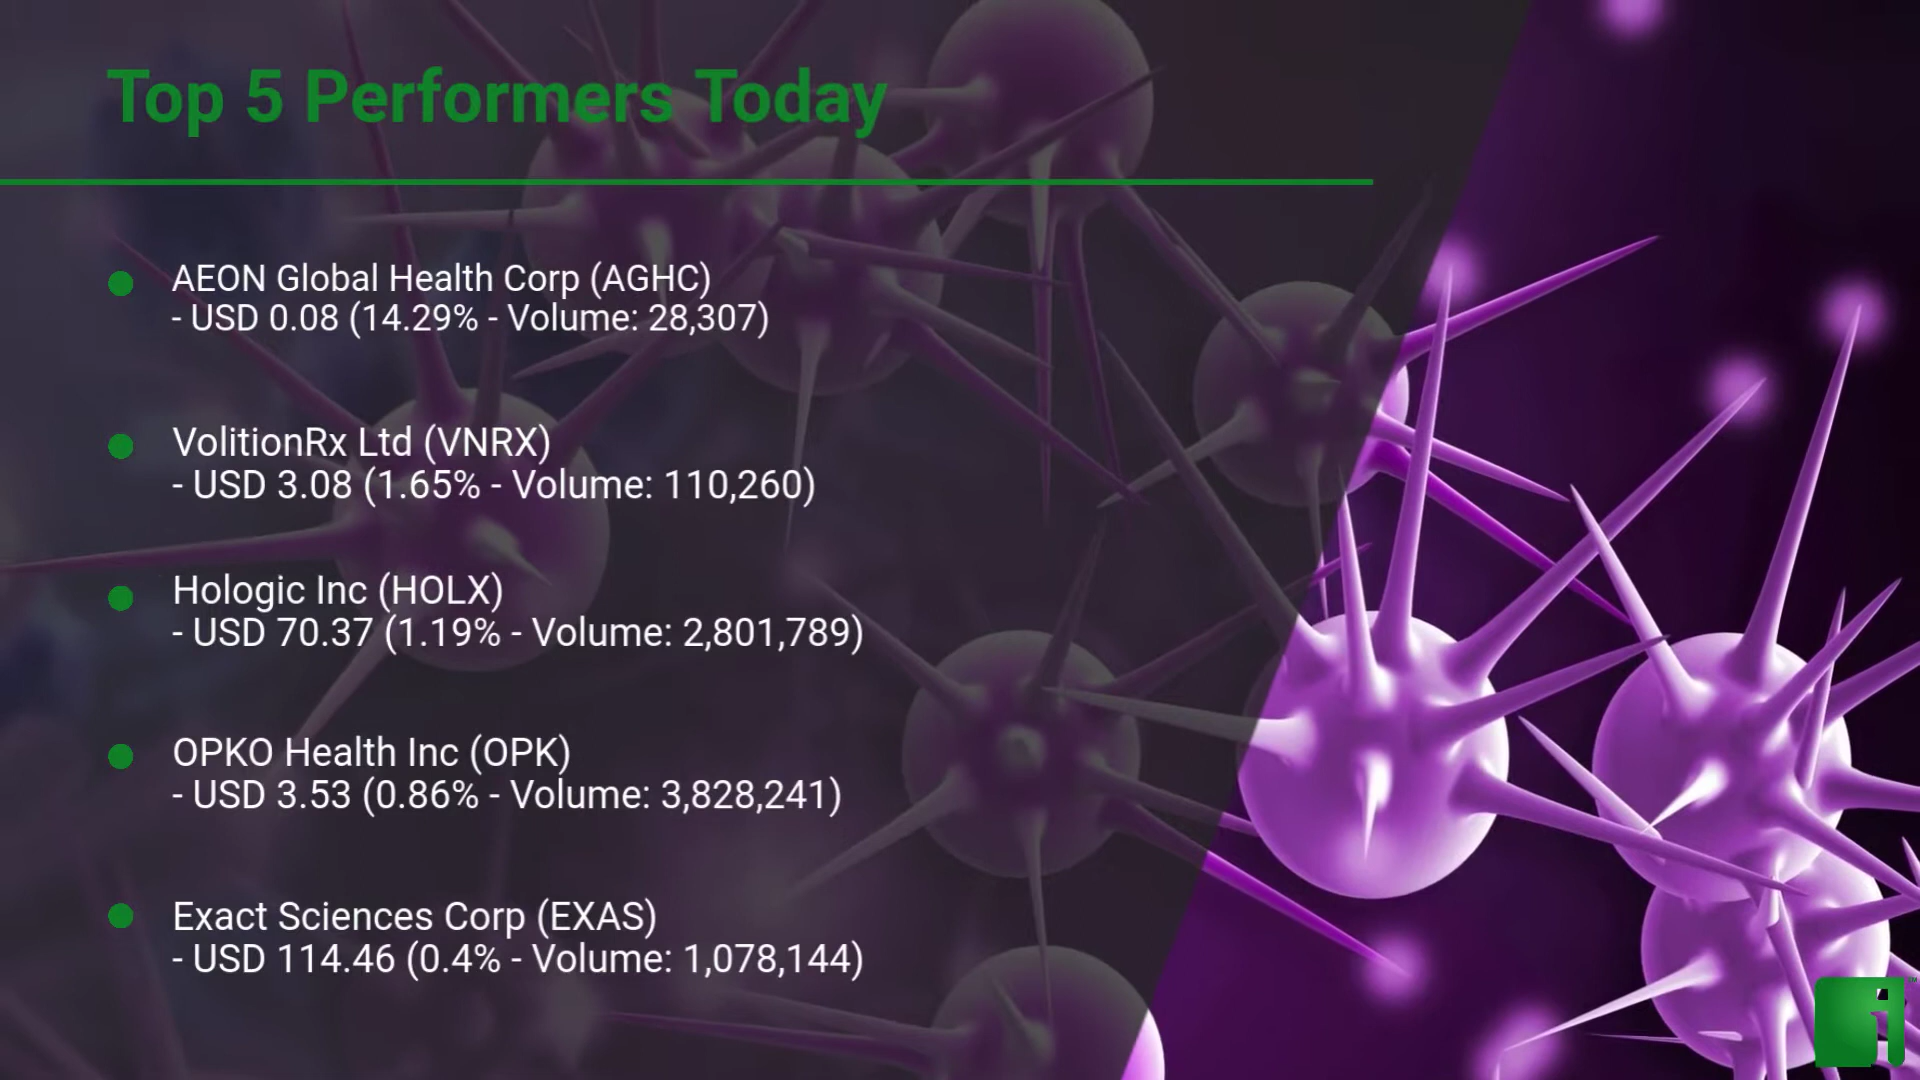 Top 5 Performers Today
AEON Global Health Corp (AGHC)
- USD 0.08 (14.29% - Volume: 28,307)
VolitionRx Ltd (VNRX)
- USD 3.08 (1.65% - Volume: 110,260)
Hologic Inc (HOLX)
- USD 70.37 (1.19% - Volume: 2,801,789)
OPKO Health Inc (OPK)
- USD 3.53 (0.86% - Volume: 3,828,241)
Exact Sciences Corp (EXAS)
- USD 114.46 (0.4% - Volume: 1,078,144)
i
TM